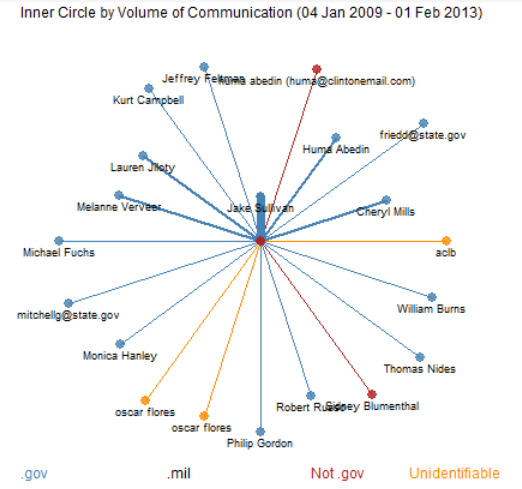 Inner Circle by Volume of Communication (04 Jan 2009 - 01 Feb 2013)
Jeffrey Feltman
huma abedin (huma@clintonemail.com)
Kurt Campbell
friedd@state.gov
Huma Abedin
Lauren Jiloty
Melanne Verveer
Jake Sullivan
Cheryl Mills
Michael Fuchs
aclb
mitchellg@state.gov
William Burns
Monica Hanley
Thomas Nides
oscar flores
Robert Russo
Sidney Blumenthal
oscar flores
Philip Gordon
.gov
.mil
Not .gov
Unidentifiable